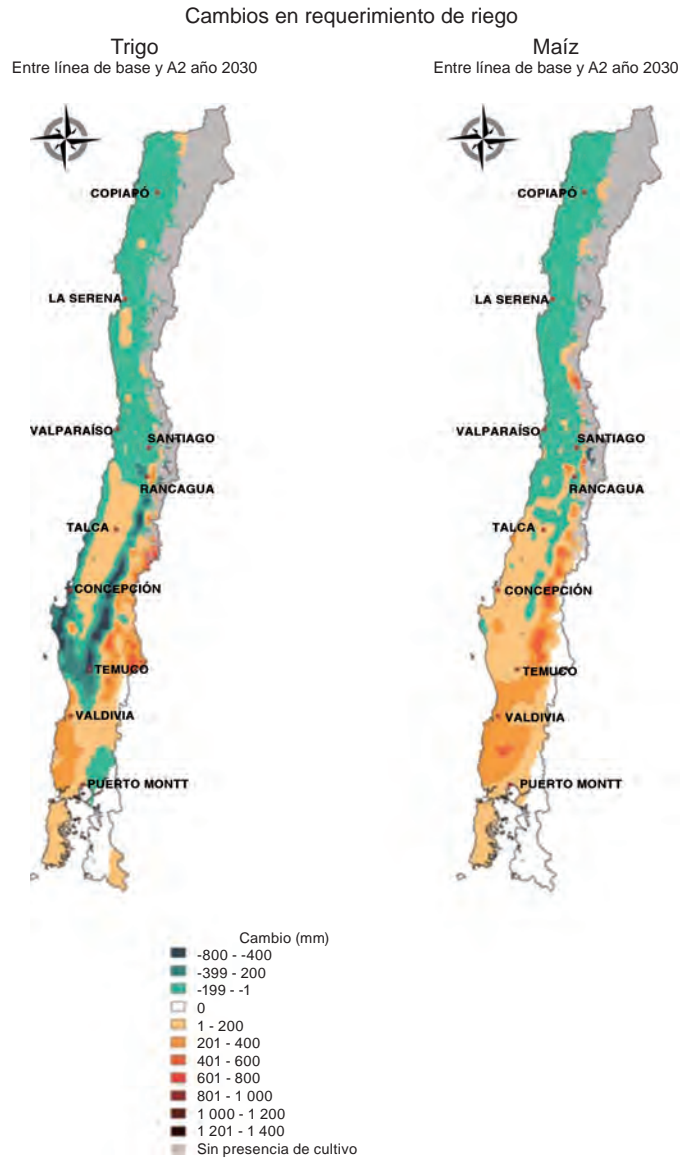 Cambios en requerimiento de riego
Trigo
Entre línea de base y A2 año 2030
COPIAPÓ
LA SERENA
VALPARAÍSO
SANTIAGO
RANCAGUA
TALCA
CONCEPCIÓN
TEMUCO
VALDIVIA
PUERTO MONTT
Maíz
Entre línea de base y A2 año 2030
COPIAPÓ
LA SERENA
VALPARAÍSO
SANTIAGO
RANCAGUA
TALCA
CONCEPCIÓN
TEMUCO
VALDIVIA
PUERTO MONTT
Cambio (mm)
-800 - -400
-399 - 200
-199 - -1
0
1 - 200
201 - 400
401 - 600
601 - 800
801 - 1 000
1 000 - 1 200
1 201 - 1 400
Sin presencia de cultivo